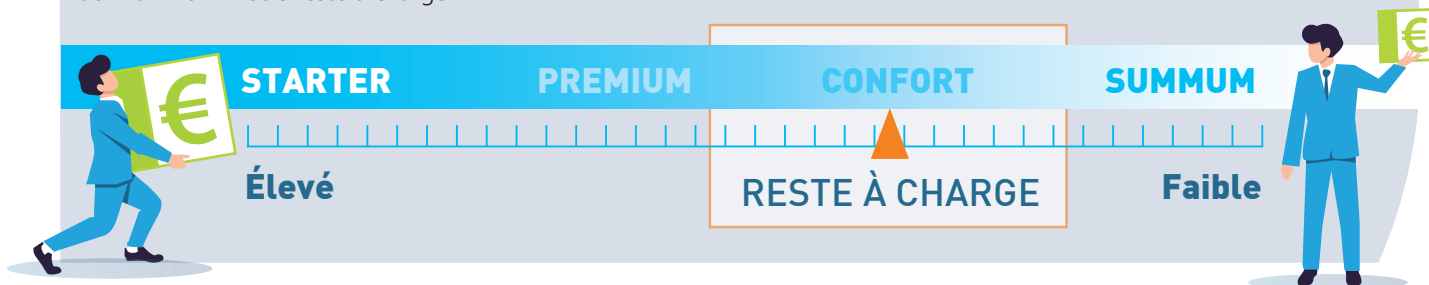 € STARTER PREMIUM CONFORT SUMMUM €
Élevé RESTE À CHARGE Faible